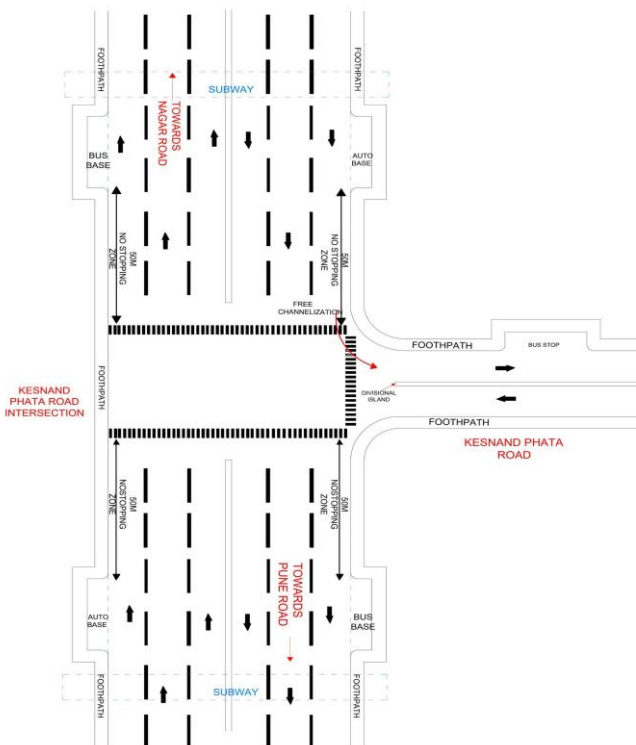 FOOTHPATH
FOOTHPATH
SUBWAY
TOWARDS
NAGAR ROAD
BUS
BASE
AUTO
BASE
50M
NO STOPPING
ZONE
50M
NO STOPPING
ZONE
FREE
CHANNELIZATION
FOOTHPATH
BUS STOP
KESNAND
PHATA ROAD
INTERSECTION
FOOTHPATH
DIVISIONAL
ISLAND
FOOTHPATH
KESNAND PHATA
ROAD
50M
NOSTOPPING
ZONE
50M
NOSTOPPING
ZONE
TOWARDS
PUNE ROAD
AUTO
BASE
BUS
BASE
FOOTHPATH
SUBWAY
FOOTHPATH